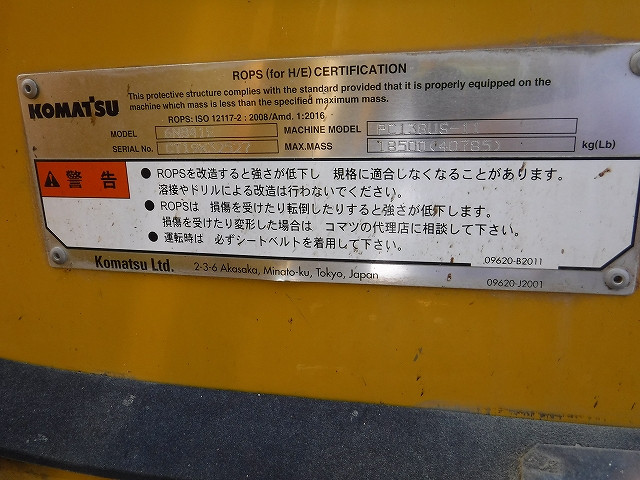 ROPS (for H/E) CERTIFICATION
KOMATSU
This protective structure complies with the standard provided that it is properly equipped on the
machine which mass is less than the specified maximum mass.
ROPS: ISO 12117-2 : 2008/Amd. 1:2016
MODEL MACHINE MODEL PC138US-11
SERIAL No. MAX.MASS 18500(40785) kg(Lb)
警告
● ROPSを改造すると強さが低下し 規格に適合しなくなることがあります。
溶接やドリルによる改造は行わないでください。
● ROPSは 損傷を受けたり転倒したりすると強さが低下します。
損傷を受けたり変形した場合は コマツの代理店に相談して下さい。
● 運転時は 必ずシートベルトを着用して下さい。
09620-B2011
Komatsu Ltd. 2-3-6 Akasaka, Minato-ku, Tokyo, Japan
09620-J2001